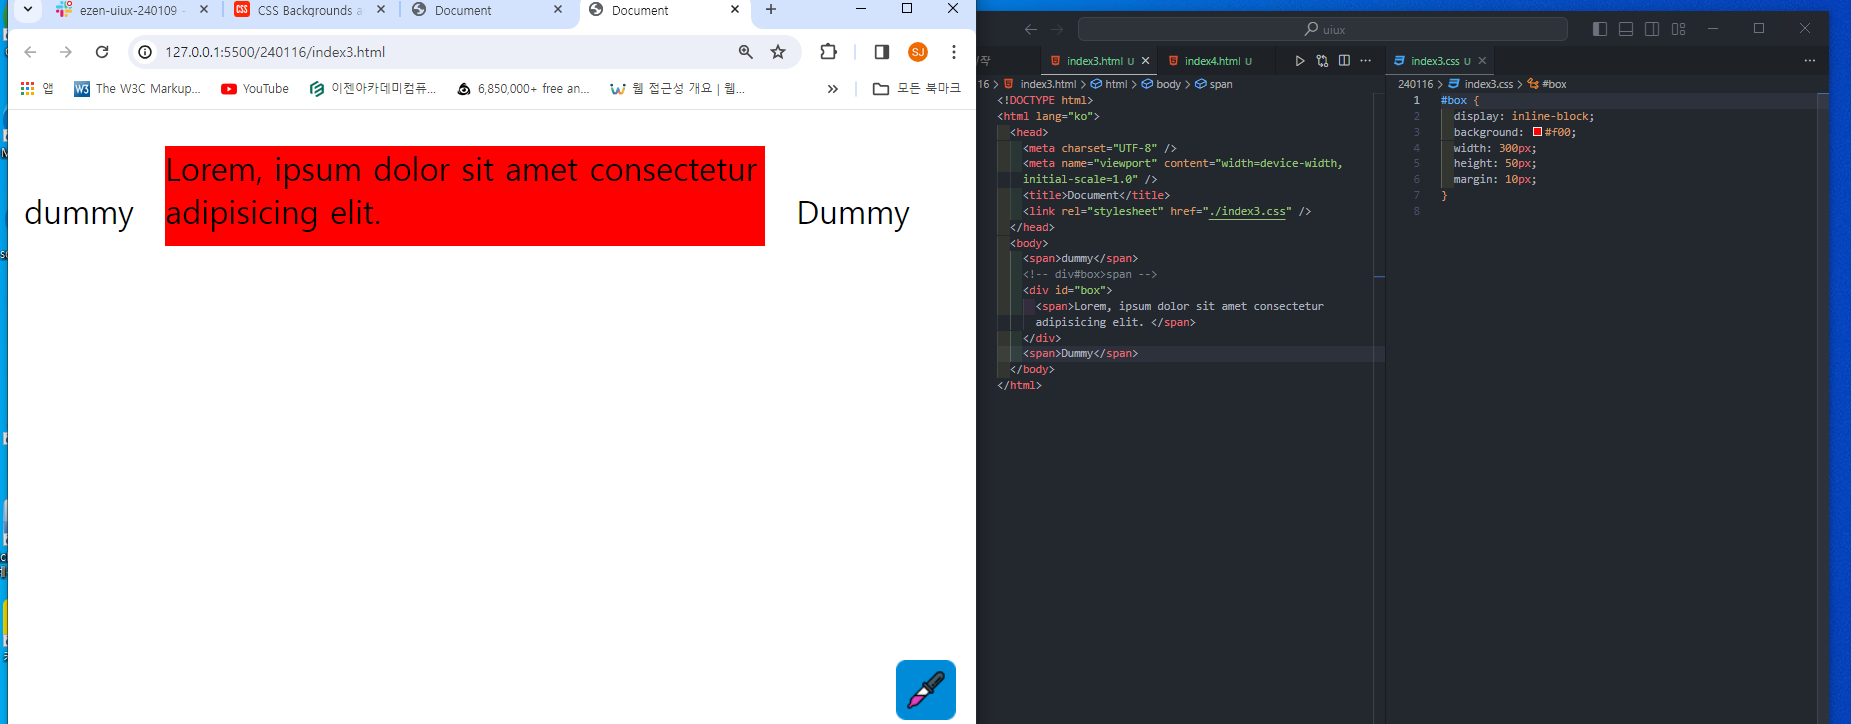 ezen-uiux-240109 -
CSS Backgrounds a
Document
Document
127.0.0.1:5500/240116/index3.html
SJ
앱
The W3C Markup...
YouTube
이젠아카데미컴퓨...
6,850,000+ free an...
웹 접근성 개요 | 웹...
모든 북마크
dummy
Lorem, ipsum dolor sit amet consectetur
adipisicing elit.
Dummy
uiux
/작
index3.html U
index4.html U
16 > index3.html > html > body > span
<!DOCTYPE html>
<html lang="ko">
<head>
<meta charset="UTF-8" />
<meta name="viewport" content="width=device-width,
initial-scale=1.0" />
<title>Document</title>
<link rel="stylesheet" href="./index3.css" />
</head>
<body>
<span>dummy</span>
<!-- div#box>span -->
<div id="box">
<span>Lorem, ipsum dolor sit amet consectetur
adipisicing elit. </span>
</div>
<span>Dummy</span>
</body>
</html>
index3.css U
240116 > index3.css > #box
1 #box {
2 display: inline-block;
3 background: #f00;
4 width: 300px;
5 height: 50px;
6 margin: 10px;
7 }
8